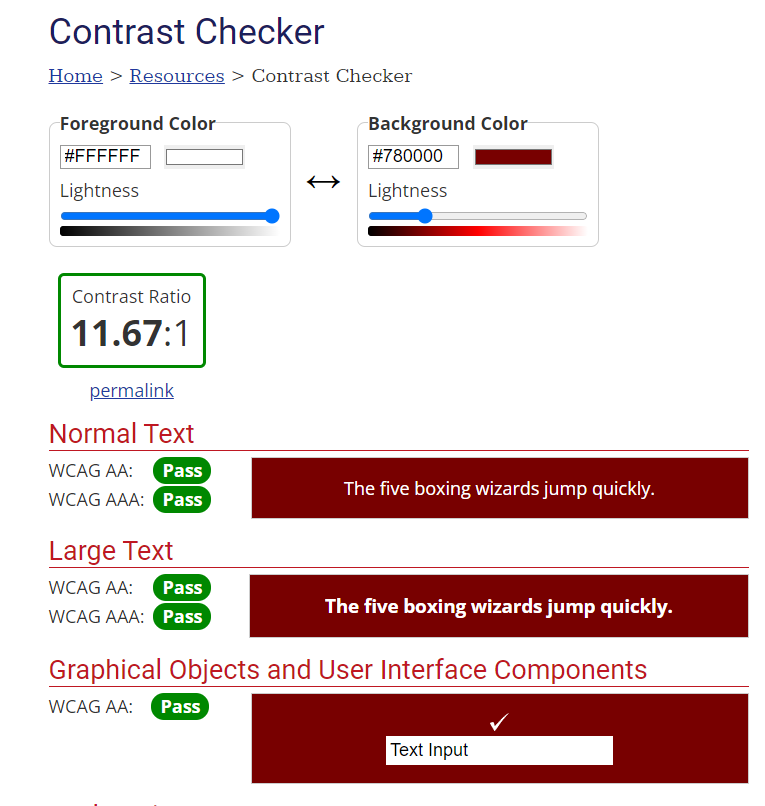 Contrast Checker
Home > Resources > Contrast Checker
Foreground Color
#FFFFFF
Lightness
Background Color
#780000
Lightness
Contrast Ratio
11.67:1
permalink
Normal Text
WCAG AA: Pass
WCAG AAA: Pass
The five boxing wizards jump quickly.
Large Text
WCAG AA: Pass
WCAG AAA: Pass
The five boxing wizards jump quickly.
Graphical Objects and User Interface Components
WCAG AA: Pass
Text Input